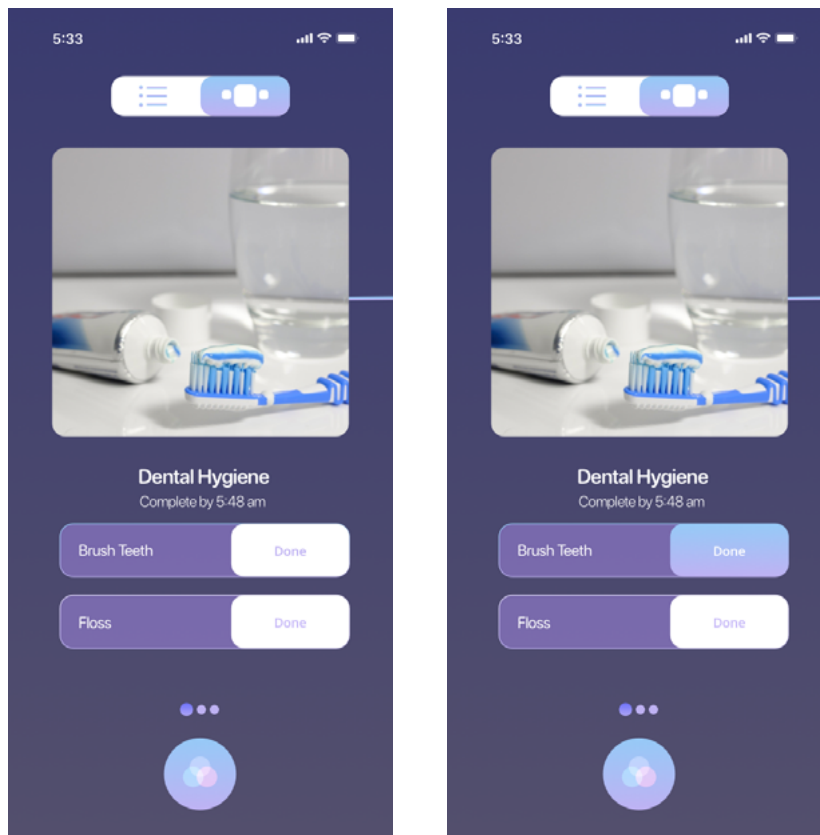 5:33
Dental Hygiene
Complete by 5:48 am
Brush Teeth
Done
Floss
Done
5:33
Dental Hygiene
Complete by 5:48 am
Brush Teeth
Done
Floss
Done